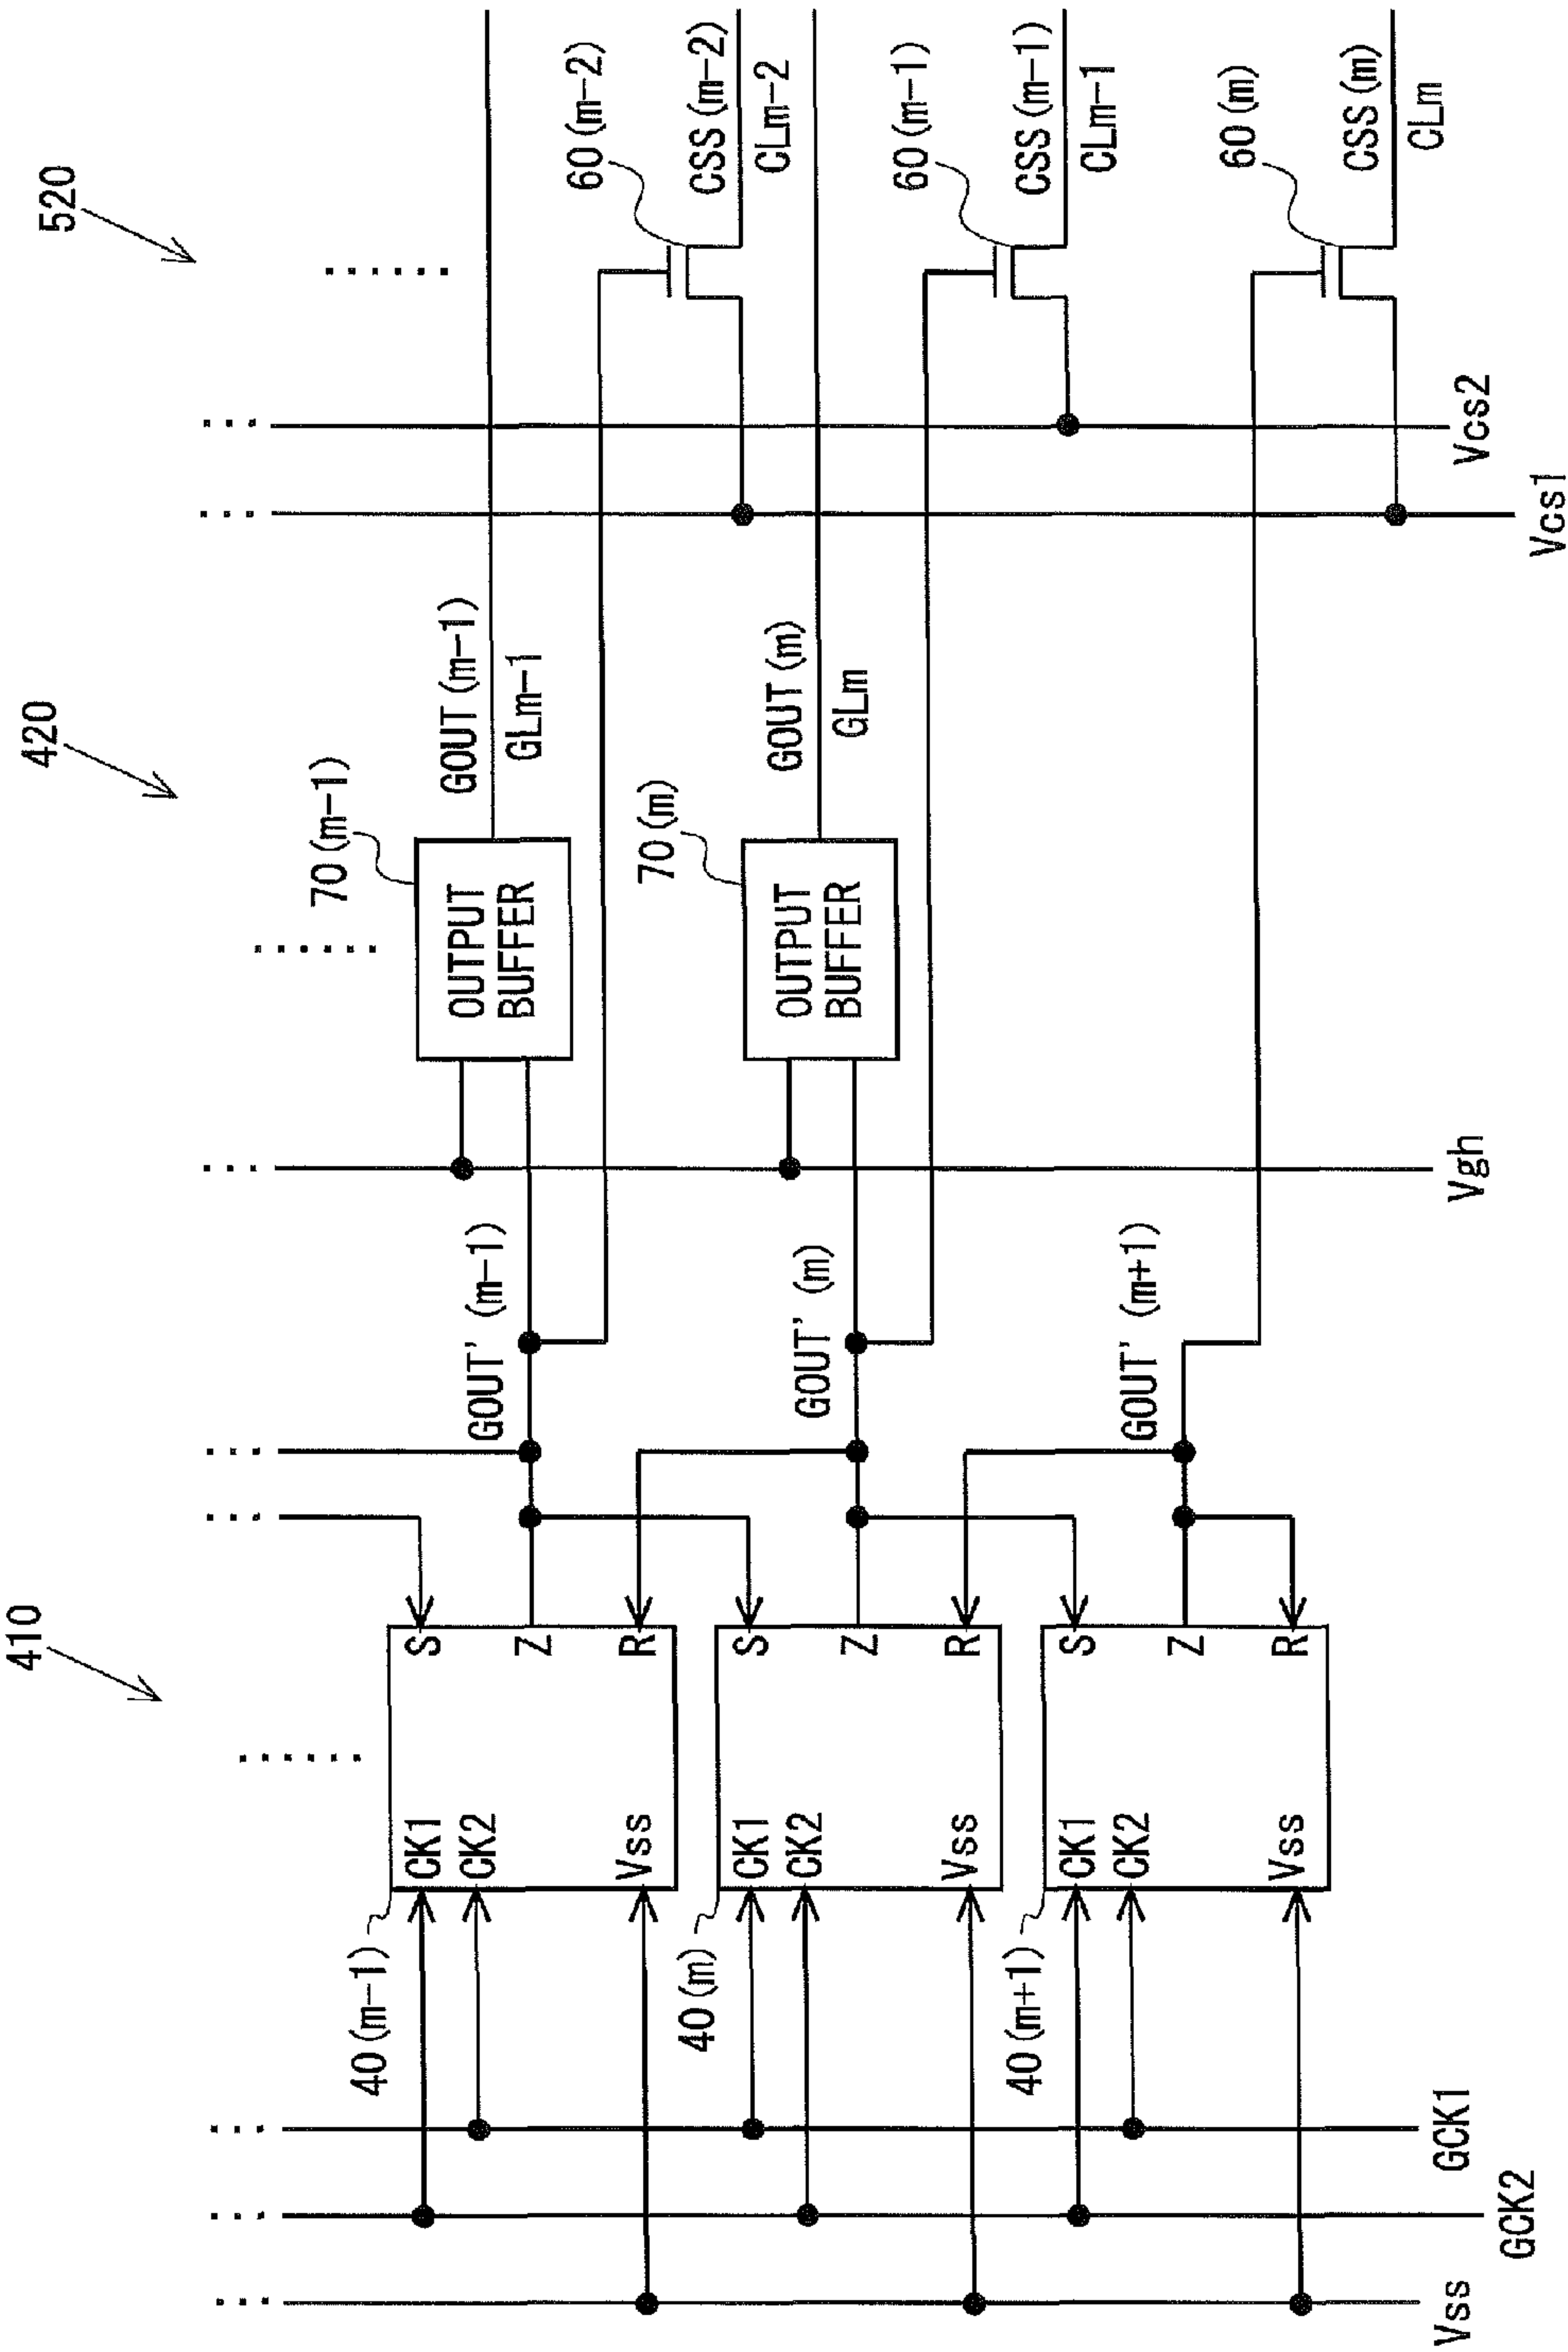 410
420
520
40(m-1)
CK1
CK2
Vss
S
Z
R
GOUT' (m-1)
70(m-1)
OUTPUT
BUFFER
GOUT(m-1)
GLm-1
60(m-2)
CSS(m-2)
CLm-2
40(m)
CK1
CK2
Vss
S
Z
R
GOUT' (m)
70(m)
OUTPUT
BUFFER
GOUT(m)
GLm
60(m-1)
CSS(m-1)
CLm-1
40(m+1)
CK1
CK2
Vss
S
Z
R
GOUT' (m+1)
60(m)
CSS(m)
CLm
Vss
GCK2
GCK1
Vgh
Vcs1
Vcs2